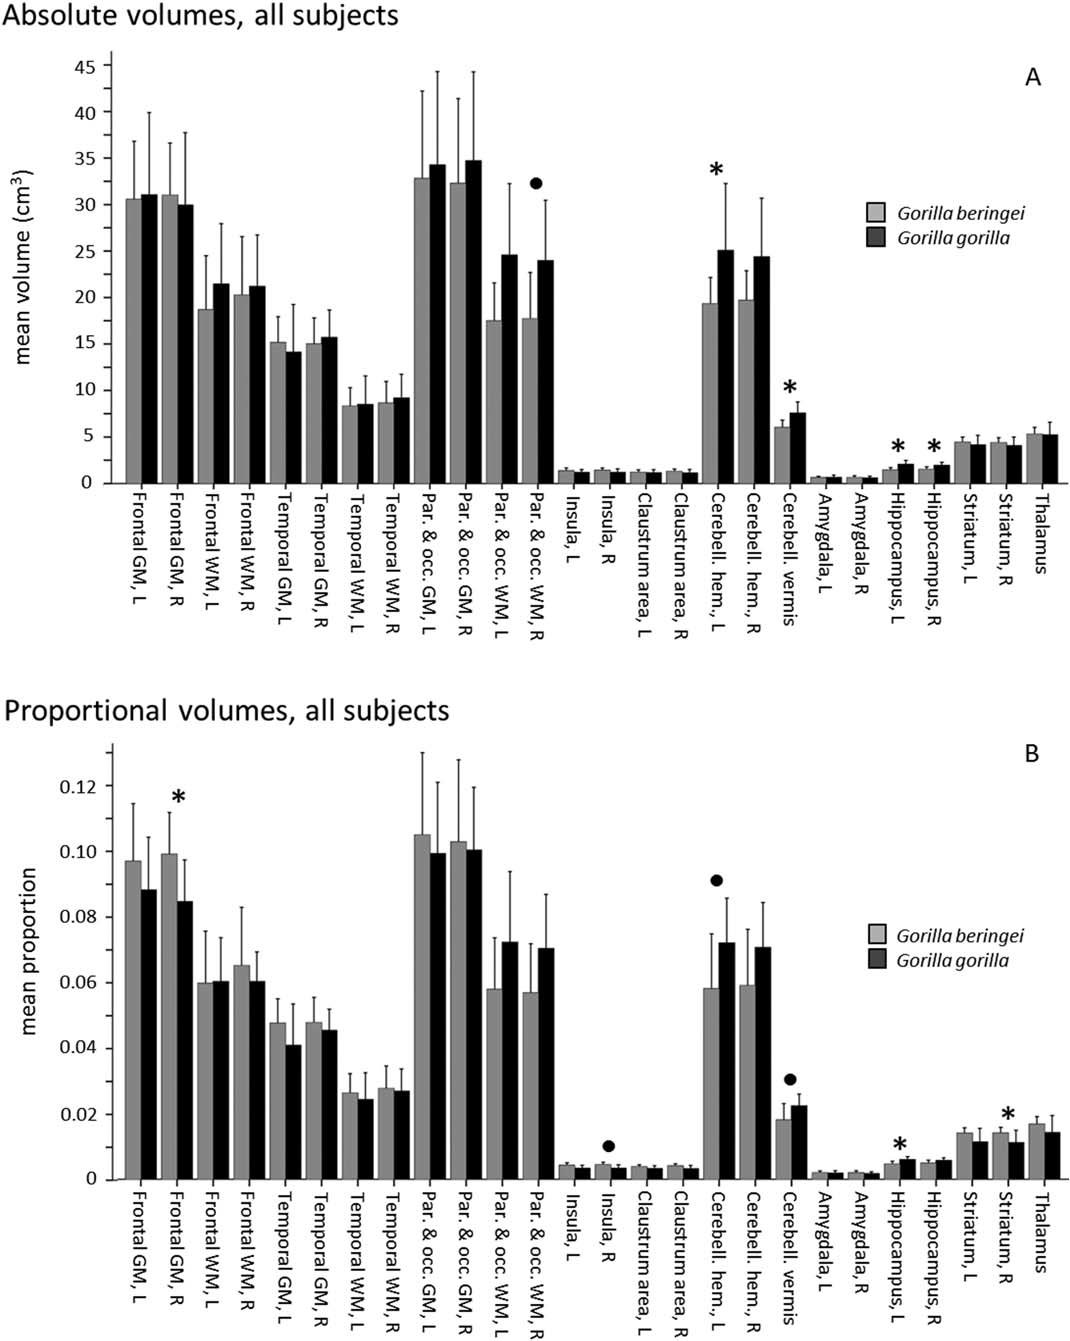 Absolute volumes, all subjects
A
45
40
35
30
25
20
15
10
5
0
mean volume (cm³)
*
●
*
*
*
Gorilla beringei
Gorilla gorilla
Frontal GM, L
Frontal GM, R
Frontal WM, L
Frontal WM, R
Temporal GM, L
Temporal GM, R
Temporal WM, L
Temporal WM, R
Par. & occ. GM, L
Par. & occ. GM, R
Par. & occ. WM, L
Par. & occ. WM, R
Insula, L
Insula, R
Claustrum area, L
Claustrum area, R
Cerebell. hem., L
Cerebell. hem., R
Cerebell. vermis
Amygdala, L
Amygdala, R
Hippocampus, L
Hippocampus, R
Striatum, L
Striatum, R
Thalamus
Proportional volumes, all subjects
B
0.12
0.10
0.08
0.06
0.04
0.02
0
mean proportion
*
●
●
●
*
*
Gorilla beringei
Gorilla gorilla
Frontal GM, L
Frontal GM, R
Frontal WM, L
Frontal WM, R
Temporal GM, L
Temporal GM, R
Temporal WM, L
Temporal WM, R
Par. & occ. GM, L
Par. & occ. GM, R
Par. & occ. WM, L
Par. & occ. WM, R
Insula, L
Insula, R
Claustrum area, L
Claustrum area, R
Cerebell. hem., L
Cerebell. hem., R
Cerebell. vermis
Amygdala, L
Amygdala, R
Hippocampus, L
Hippocampus, R
Striatum, L
Striatum, R
Thalamus